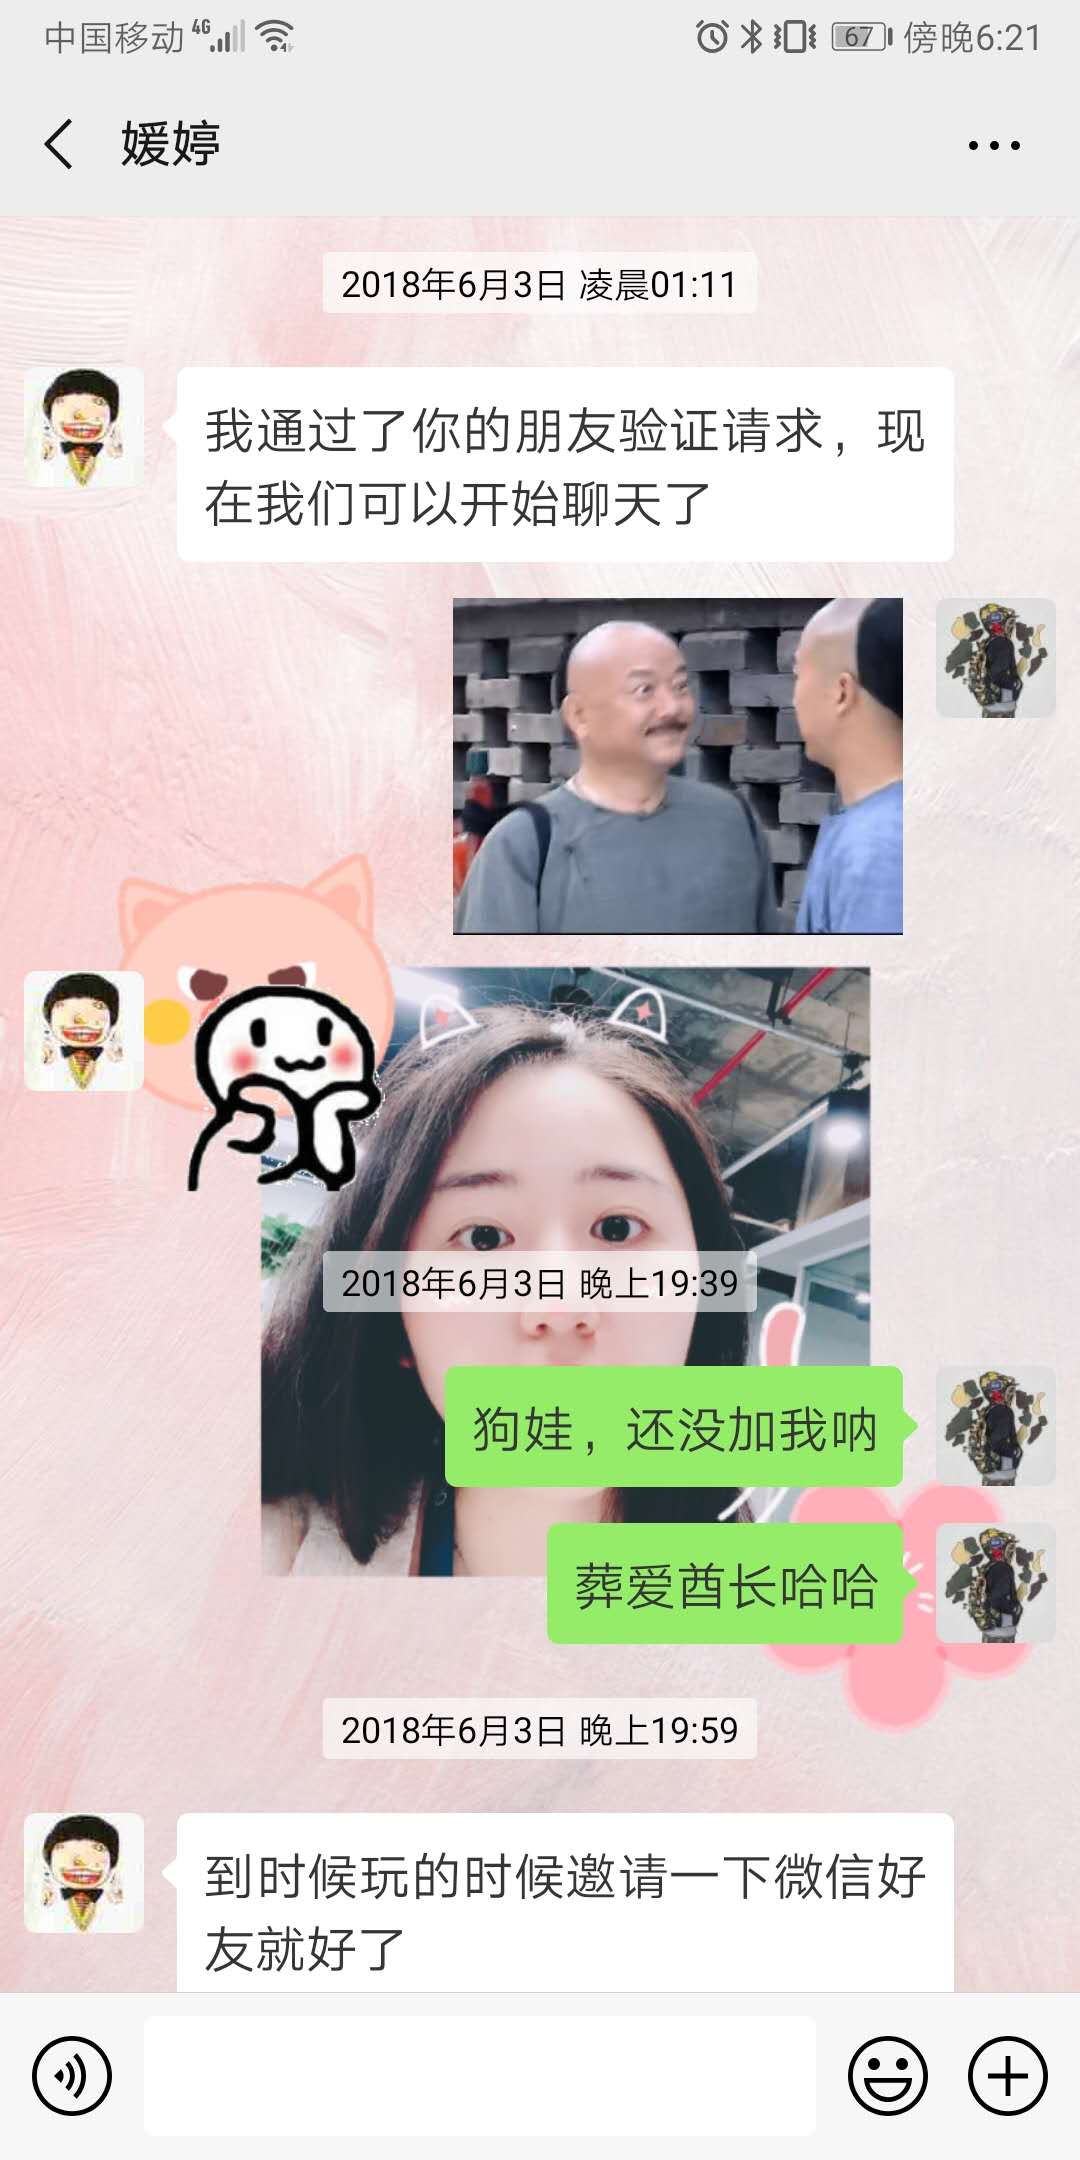 中国移动 4G 67 傍晚6:21
媛婷
2018年6月3日 凌晨01:11
我通过了你的朋友验证请求，现
在我们可以开始聊天了
2018年6月3日 晚上19:39
狗娃，还没加我呐
葬爱酋长哈哈
2018年6月3日 晚上19:59
到时候玩的时候邀请一下微信好
友就好了